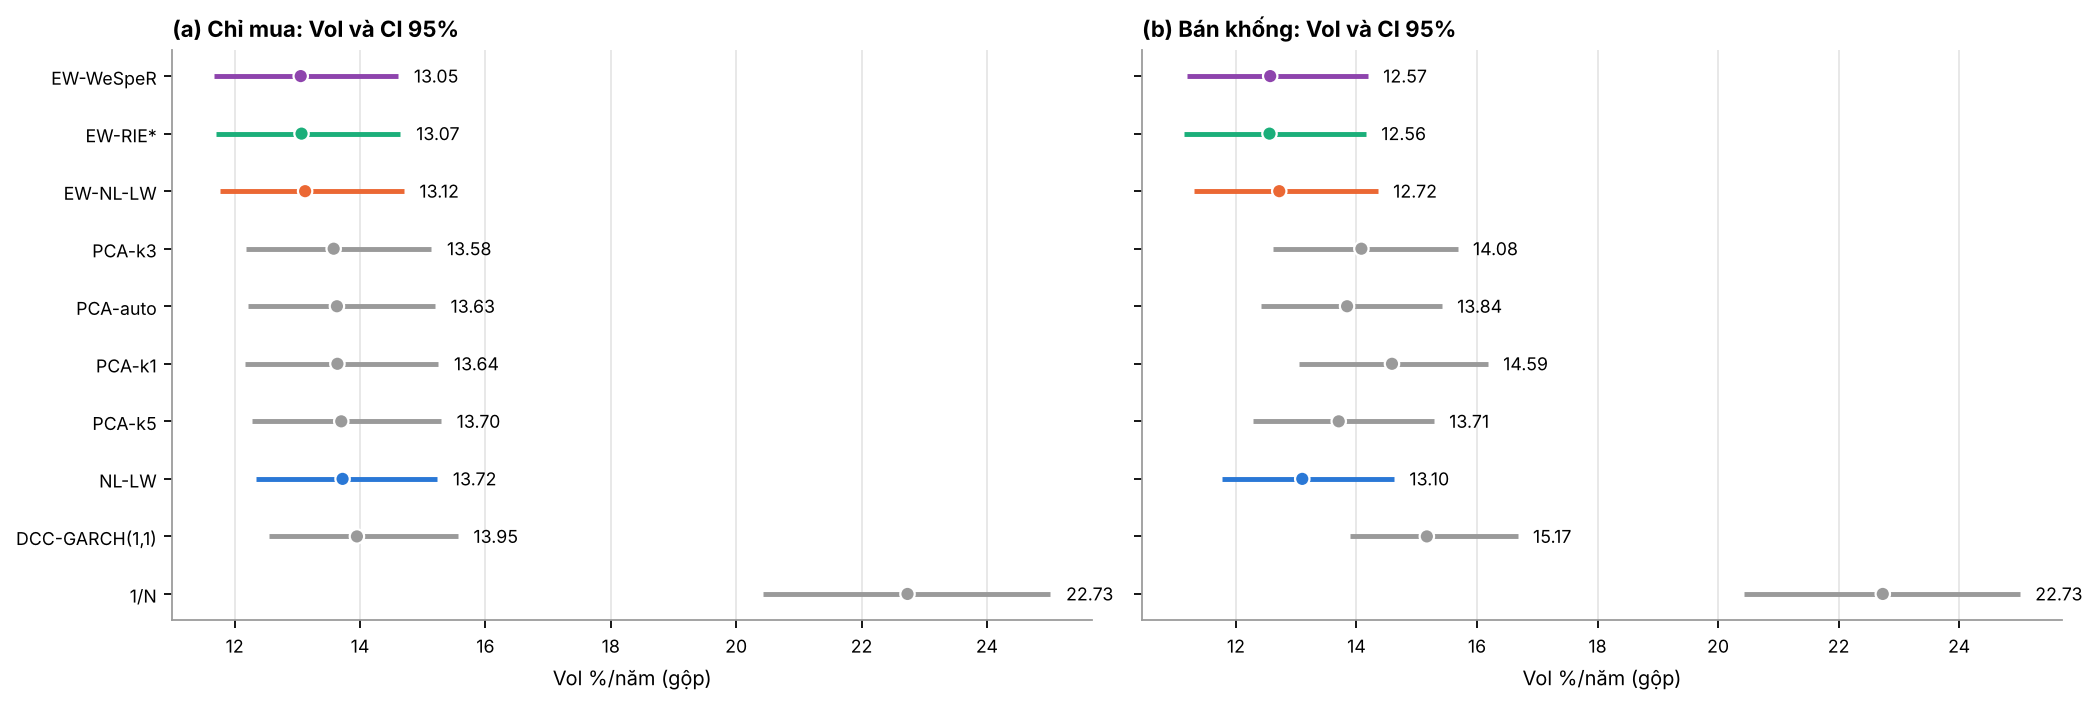 (a) Chỉ mua: Vol và CI 95%
EW-WeSpeR
13.05
EW-RIE*
13.07
EW-NL-LW
13.12
PCA-k3
13.58
PCA-auto
13.63
PCA-k1
13.64
PCA-k5
13.70
NL-LW
13.72
DCC-GARCH(1,1)
13.95
1/N
22.73
12 14 16 18 20 22 24
Vol %/năm (gộp)
(b) Bán khống: Vol và CI 95%
12.57
12.56
12.72
14.08
13.84
14.59
13.71
13.10
15.17
22.73
12 14 16 18 20 22 24
Vol %/năm (gộp)